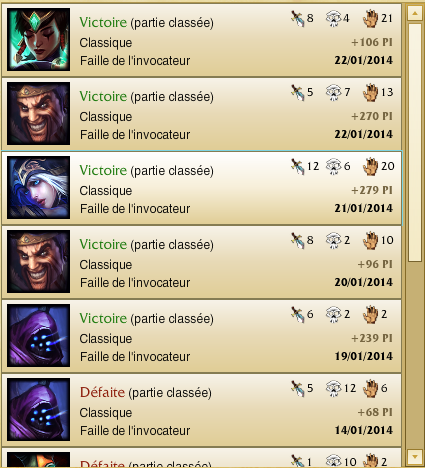 Victoire (partie classée) 8 4 21
Classique +106 PI
Faille de l'invocateur 22/01/2014
Victoire (partie classée) 5 7 13
Classique +270 PI
Faille de l'invocateur 22/01/2014
Victoire (partie classée) 12 6 20
Classique +279 PI
Faille de l'invocateur 21/01/2014
Victoire (partie classée) 8 2 10
Classique +96 PI
Faille de l'invocateur 20/01/2014
Victoire (partie classée) 6 2 2
Classique +239 PI
Faille de l'invocateur 19/01/2014
Défaite (partie classée) 5 12 6
Classique +68 PI
Faille de l'invocateur 14/01/2014
Défaite (partie classée) 1 10 2